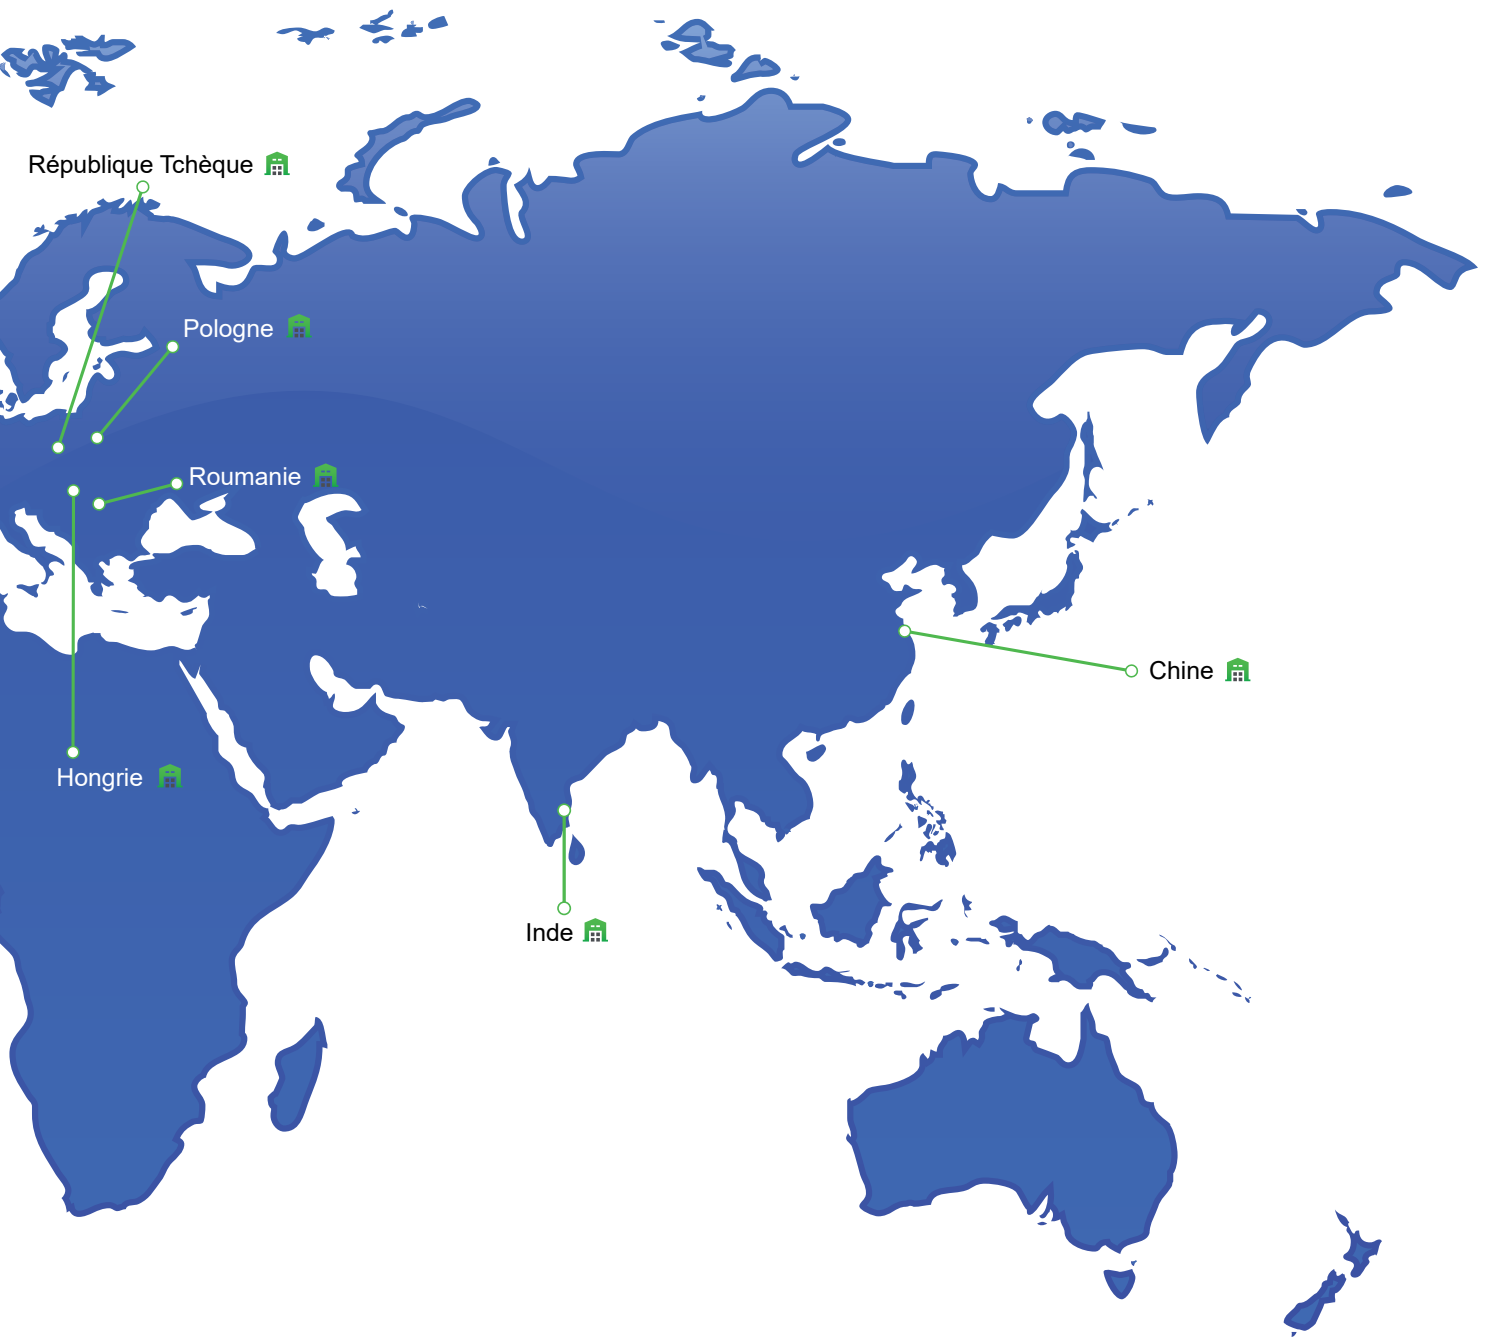 République Tchèque
Pologne
Roumanie
Chine
Hongrie
Inde